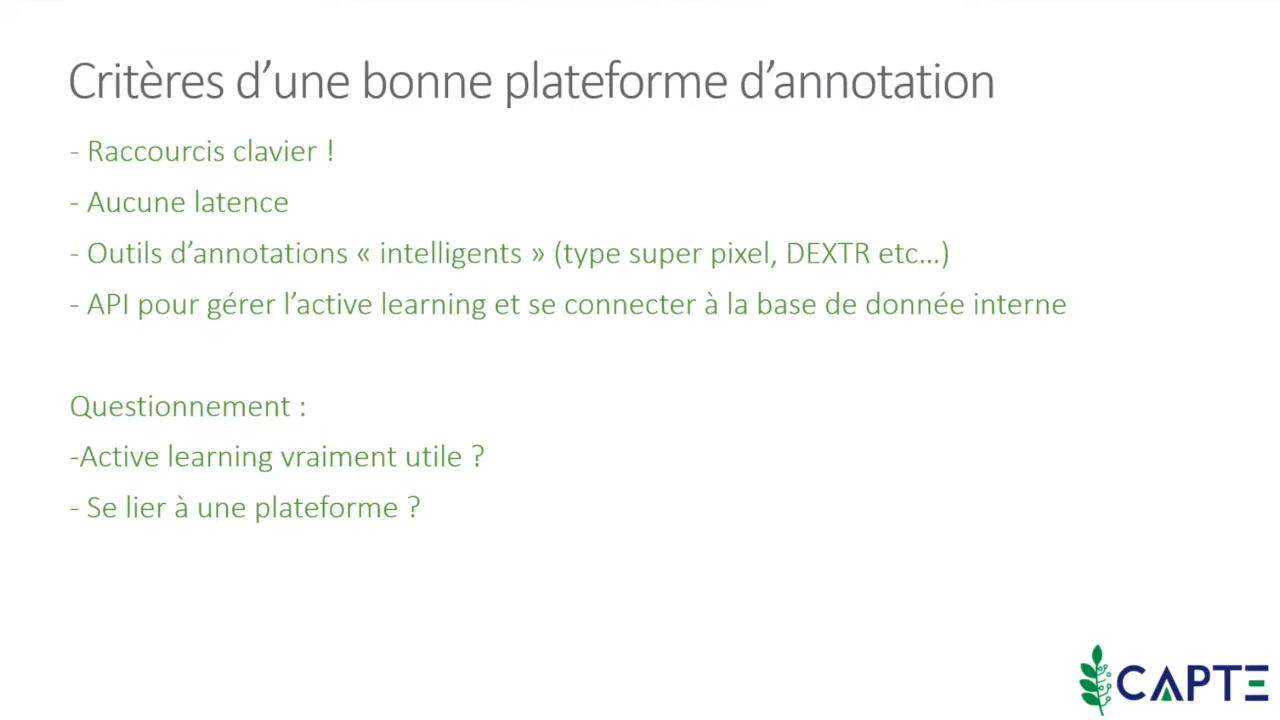 Critères d’une bonne plateforme d’annotation
- Raccourcis clavier !
- Aucune latence
- Outils d’annotations « intelligents » (type super pixel, DEXTR etc…)
- API pour gérer l’active learning et se connecter à la base de donnée interne
Questionnement :
-Active learning vraiment utile ?
- Se lier à une plateforme ?
CAPTE